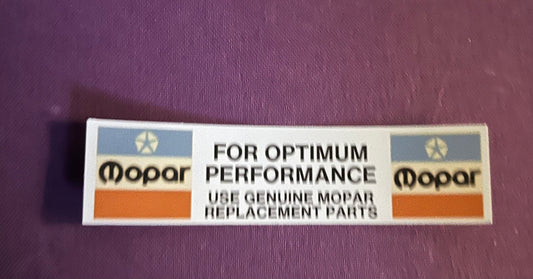 Mopar
FOR OPTIMUM
PERFORMANCE
USE GENUINE MOPAR
REPLACEMENT PARTS
Mopar